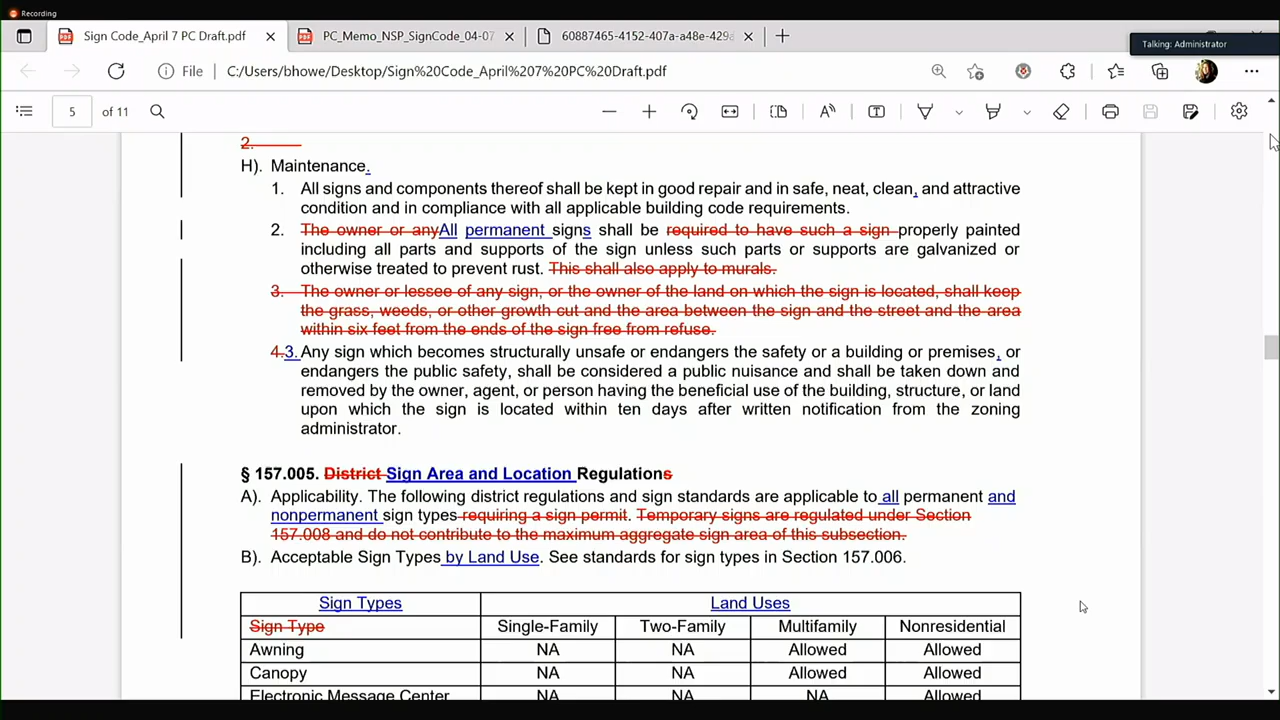 Recording
Sign Code_April 7 PC Draft.pdf
PC_Memo_NSP_SignCode_04-07
60887465-4152-407a-a48e-429a
Talking: Administrator
File
C:/Users/bhowe/Desktop/Sign%20Code_April%207%20PC%20Draft.pdf
5 of 11
2.
H). Maintenance.
1. All signs and components thereof shall be kept in good repair and in safe, neat, clean, and attractive
condition and in compliance with all applicable building code requirements.
2. The owner or anyAll permanent signs shall be required to have such a sign properly painted
including all parts and supports of the sign unless such parts or supports are galvanized or
otherwise treated to prevent rust. This shall also apply to murals.
3. The owner or lessee of any sign, or the owner of the land on which the sign is located, shall keep
the grass, weeds, or other growth cut and the area between the sign and the street and the area
within six feet from the ends of the sign free from refuse.
4.3. Any sign which becomes structurally unsafe or endangers the safety or a building or premises, or
endangers the public safety, shall be considered a public nuisance and shall be taken down and
removed by the owner, agent, or person having the beneficial use of the building, structure, or land
upon which the sign is located within ten days after written notification from the zoning
administrator.
§ 157.005. District Sign Area and Location Regulations
A). Applicability. The following district regulations and sign standards are applicable to all permanent and
nonpermanent sign types requiring a sign permit. Temporary signs are regulated under Section
157.008 and do not contribute to the maximum aggregate sign area of this subsection.
B). Acceptable Sign Types by Land Use. See standards for sign types in Section 157.006.
Sign Types Land Uses
Sign Type Single-Family Two-Family Multifamily Nonresidential
Awning NA NA Allowed Allowed
Canopy NA NA Allowed Allowed
Electronic Message Center NA NA NA Allowed